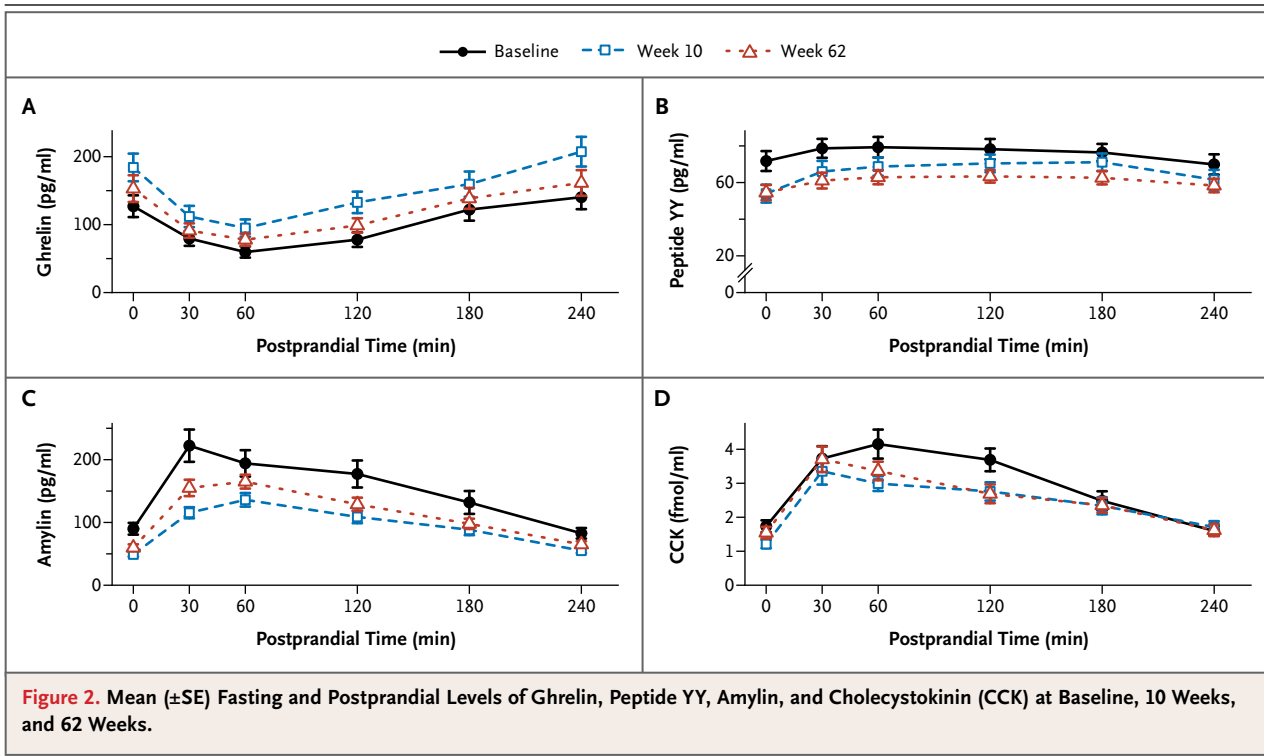 Baseline Week 10 Week 62
A
Ghrelin (pg/ml)
200
100
0
0 30 60 120 180 240
Postprandial Time (min)
B
Peptide YY (pg/ml)
60
20
0
0 30 60 120 180 240
Postprandial Time (min)
C
Amylin (pg/ml)
200
100
0
0 30 60 120 180 240
Postprandial Time (min)
D
CCK (fmol/ml)
4
3
2
1
0
0 30 60 120 180 240
Postprandial Time (min)
Figure 2. Mean (±SE) Fasting and Postprandial Levels of Ghrelin, Peptide YY, Amylin, and Cholecystokinin (CCK) at Baseline, 10 Weeks,
and 62 Weeks.